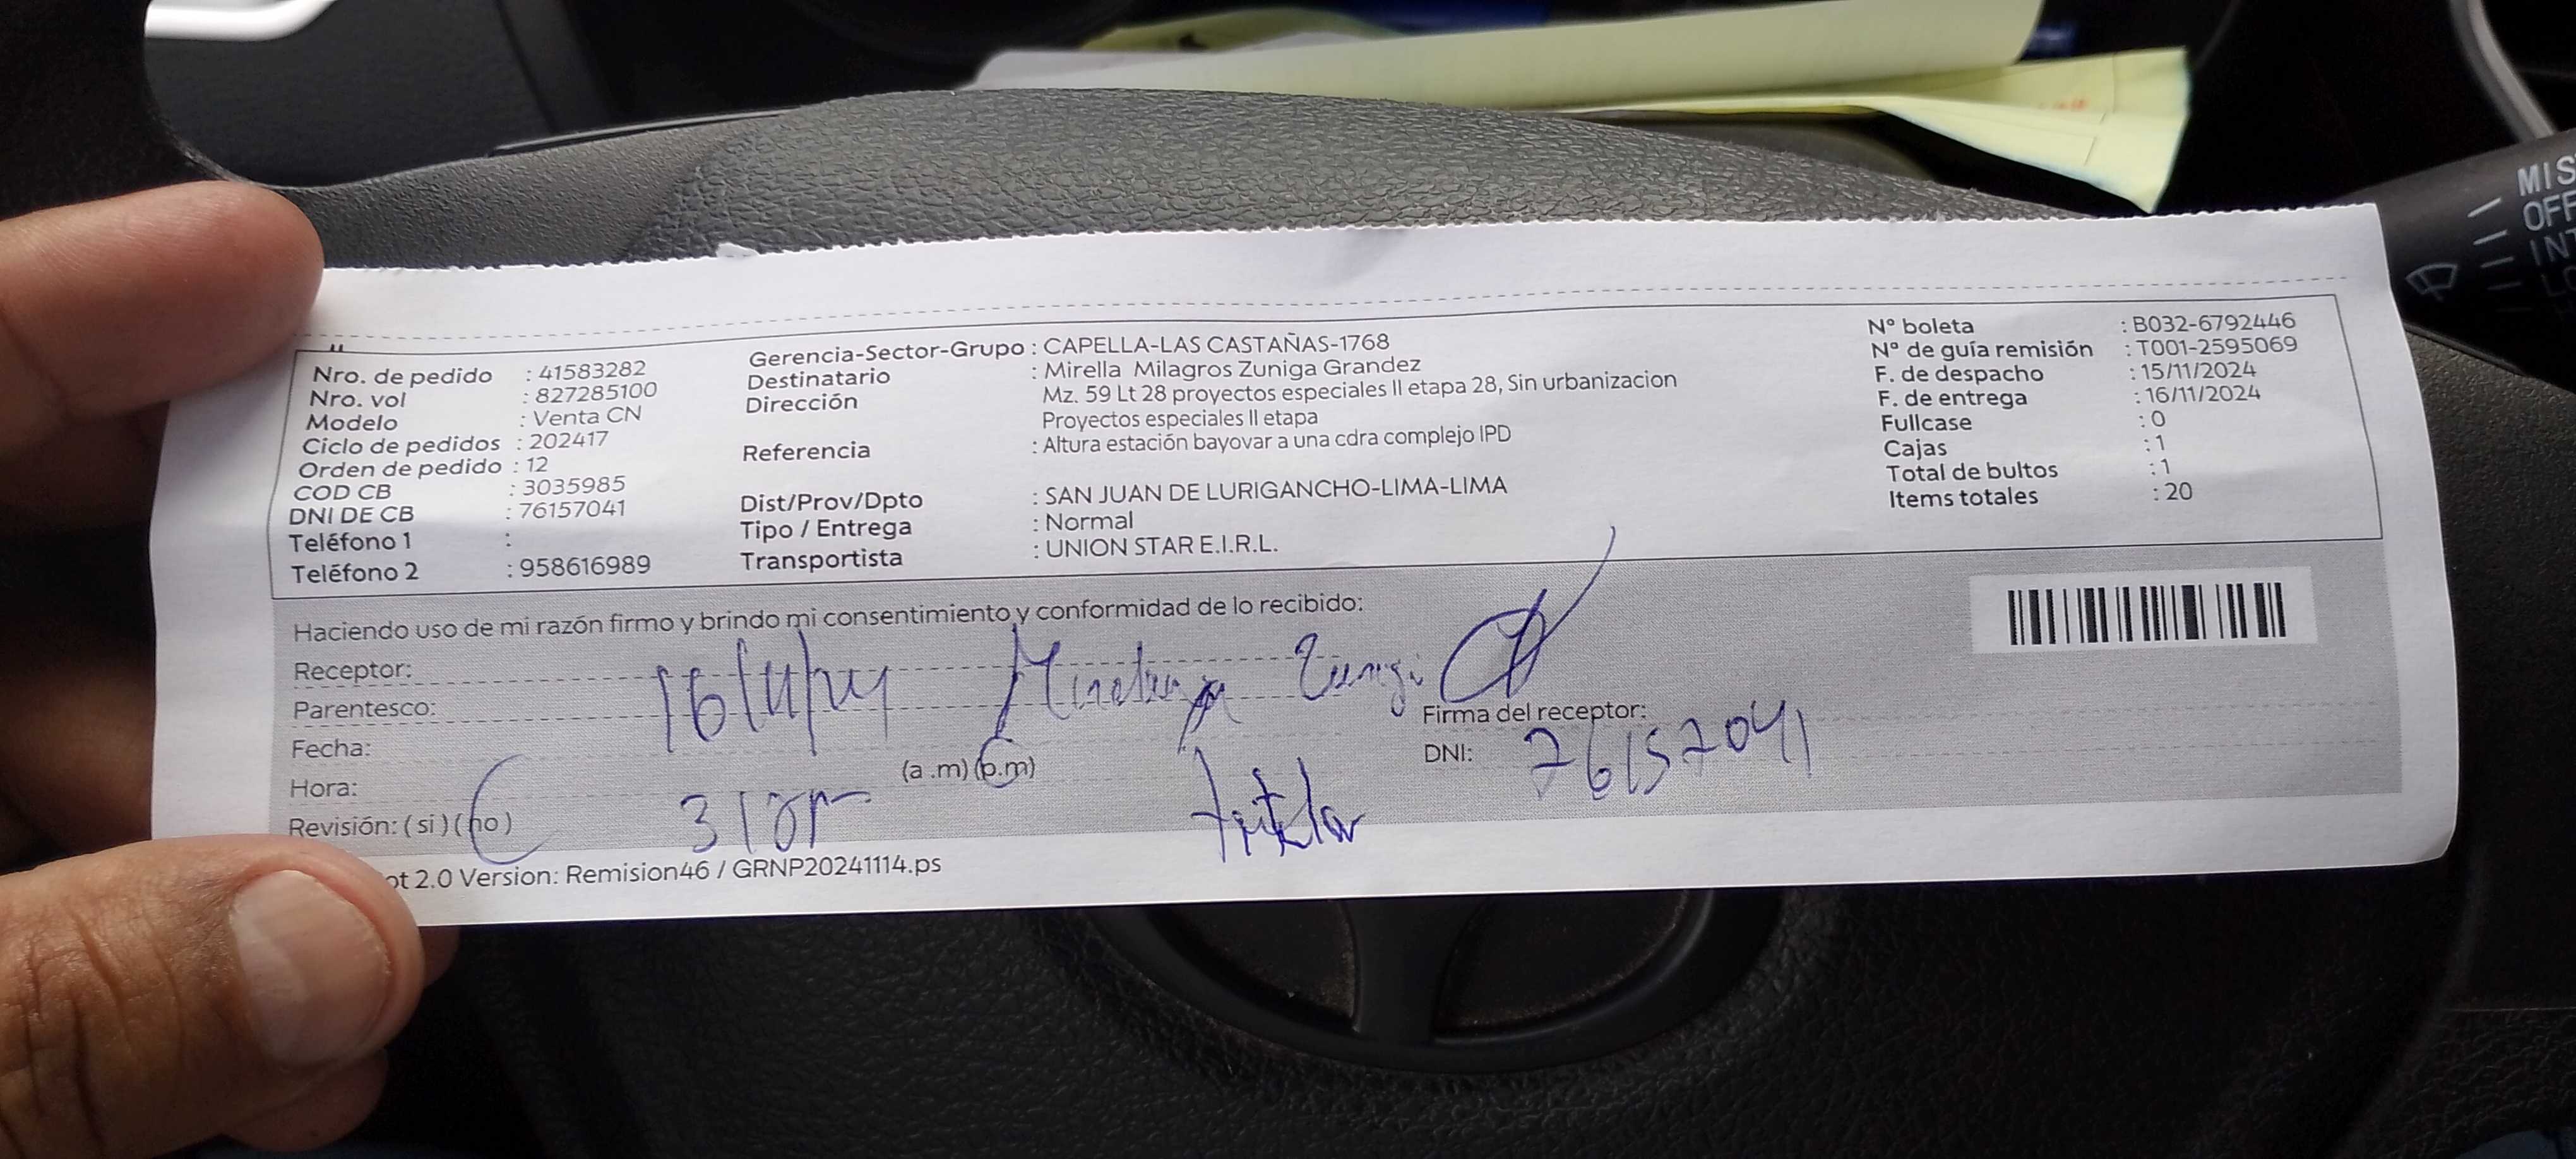 Nro. de pedido : 41583282
Nro. vol : 827285100
Modelo : Venta CN
Ciclo de pedidos : 202417
Orden de pedido : 12
COD CB : 3035985
DNI DE CB : 76157041
Teléfono 1 :
Teléfono 2 : 958616989
Gerencia-Sector-Grupo : CAPELLA-LAS CASTAÑAS-1768
Destinatario : Mirella Milagros Zuniga Grandez
Dirección Mz. 59 Lt 28 proyectos especiales II etapa 28, Sin urbanizacion
Proyectos especiales II etapa
Referencia : Altura estación bayovar a una cdra complejo IPD
Dist/Prov/Dpto : SAN JUAN DE LURIGANCHO-LIMA-LIMA
Tipo / Entrega : Normal
Transportista : UNION STAR E.I.R.L.
N° boleta : B032-6792446
N° de guía remisión : T001-2595069
F. de despacho : 15/11/2024
F. de entrega : 16/11/2024
Fullcase : 0
Cajas : 1
Total de bultos : 1
Items totales : 20
Haciendo uso de mi razón firmo y brindo mi consentimiento y conformidad de lo recibido:
Receptor:
Parentesco:
16/11/24
Firma del receptor:
Fecha:
DNI: 76157041
(a .m) (p.m)
Hora:
Revisión: ( si ) ( no )
ot 2.0 Version: Remision46 / GRNP20241114.ps
MIS
OFF
INT
LO